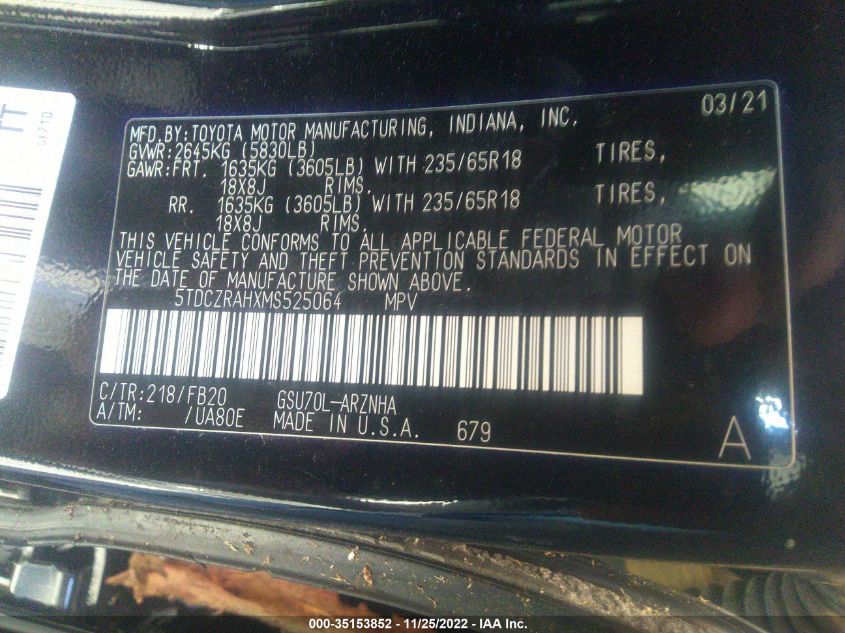 03/21
MFD.BY:TOYOTA MOTOR MANUFACTURING, INDIANA, INC.
GVWR:2645KG (5830LB)
GAWR:FRT. 1635KG (3605LB) WITH 235/65R18 TIRES,
18X8J RIMS.
RR. 1635KG (3605LB) WITH 235/65R18 TIRES,
18X8J RIMS.
THIS VEHICLE CONFORMS TO ALL APPLICABLE FEDERAL MOTOR
VEHICLE SAFETY AND THEFT PREVENTION STANDARDS IN EFFECT ON
THE DATE OF MANUFACTURE SHOWN ABOVE.
5TDCZRAHXMS525064 MPV
C/TR:218/FB20 GSU70L-ARZNHA
A/TM: /UA80E MADE IN U.S.A. 679
A
000-35153852 - 11/25/2022 - IAA Inc.